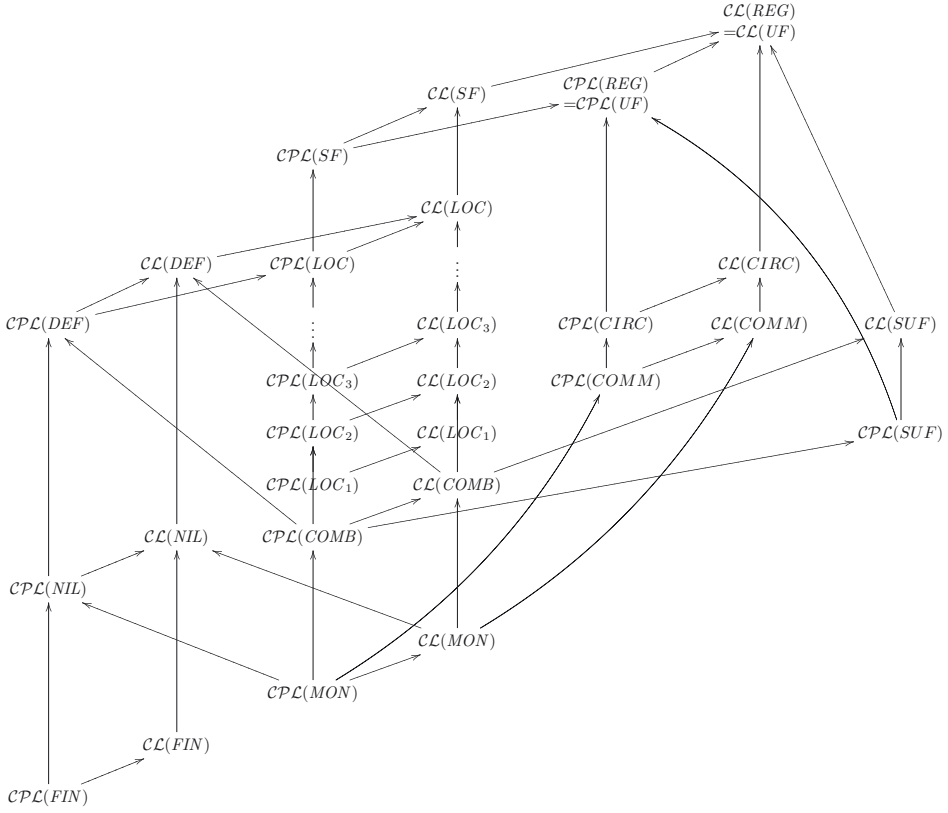 𝒞ℒ(REG)
=𝒞ℒ(UF)
𝒞𝒫ℒ(REG)
=𝒞𝒫ℒ(UF)
𝒞ℒ(SF)
𝒞𝒫ℒ(SF)
𝒞ℒ(LOC)
𝒞ℒ(DEF)
𝒞𝒫ℒ(LOC)
⋮
𝒞ℒ(CIRC)
𝒞𝒫ℒ(DEF)
⋮
𝒞ℒ(LOC₃)
𝒞𝒫ℒ(CIRC)
𝒞ℒ(COMM)
𝒞ℒ(SUF)
𝒞𝒫ℒ(LOC₃)
𝒞ℒ(LOC₂)
𝒞𝒫ℒ(COMM)
𝒞𝒫ℒ(LOC₂)
𝒞ℒ(LOC₁)
𝒞𝒫ℒ(SUF)
𝒞𝒫ℒ(LOC₁)
𝒞ℒ(COMB)
𝒞ℒ(NIL)
𝒞𝒫ℒ(COMB)
𝒞𝒫ℒ(NIL)
𝒞ℒ(MON)
𝒞𝒫ℒ(MON)
𝒞ℒ(FIN)
𝒞𝒫ℒ(FIN)